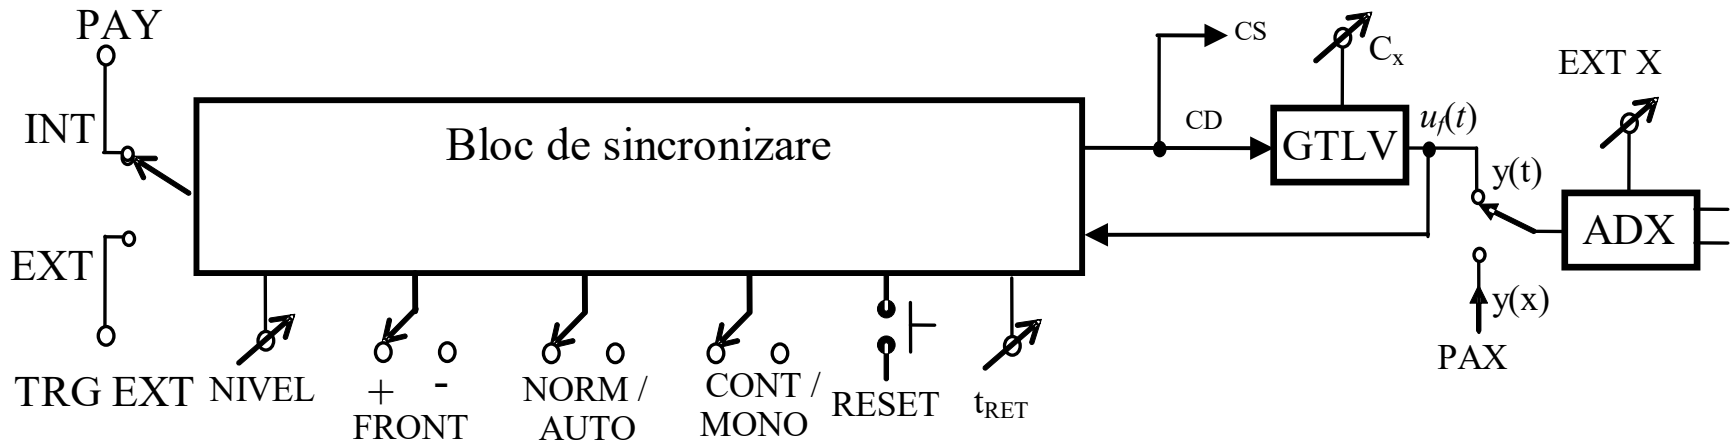 PAY
INT
EXT
TRG EXT
Bloc de sincronizare
NIVEL
+ -
FRONT
NORM /
AUTO
CONT /
MONO
RESET
tRET
CS
CD
Cx
GTLV
uf(t)
y(t)
EXT X
ADX
y(x)
PAX